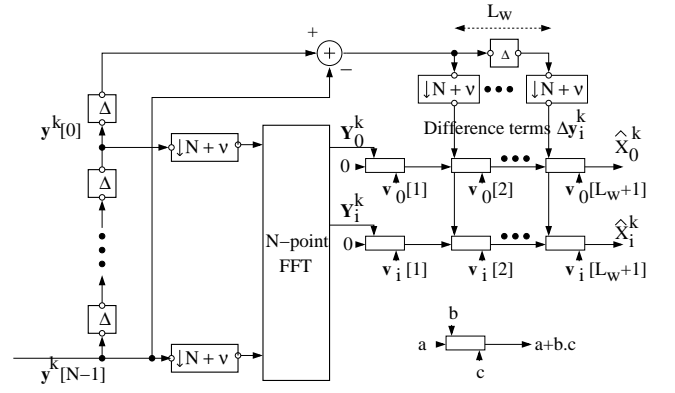 L_w
+
+
−
Δ
↓N + ν
↓N + ν
Δ
Difference terms Δy_i^k
y^k[0]
↓N + ν
Y_0^k
X̂_0^k
0
v_0[1]
v_0[2]
v_0[L_w+1]
Δ
Y_i^k
X̂_i^k
N−point
FFT
0
v_i[1]
v_i[2]
v_i[L_w+1]
Δ
b
a
a+b.c
c
↓N + ν
y^k[N−1]